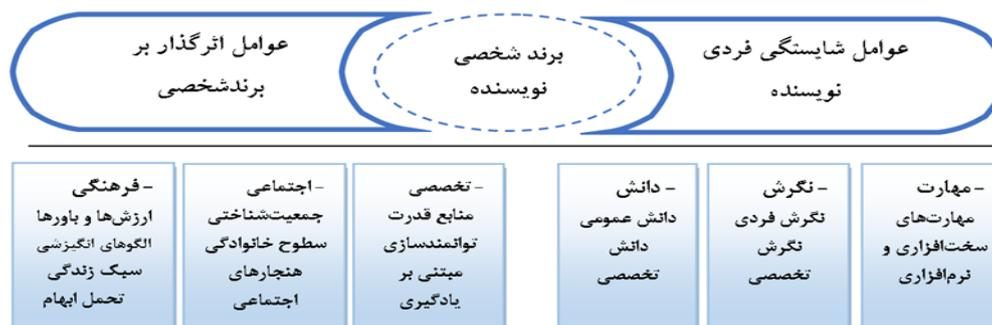 عوامل شایستگی فردی
نویسنده
برند شخصی
نویسنده
عوامل اثرگذار بر
برندشخصی
- مهارت
مهارت‌های
سخت‌افزاری و
نرم‌افزاری
- نگرش
نگرش فردی
نگرش
تخصصی
- دانش
دانش عمومی
دانش
تخصصی
- تخصصی
منابع قدرت
توانمندسازی
مبتنی بر
یادگیری
- اجتماعی
جمعیت‌شناختی
سطوح خانوادگی
هنجارهای
اجتماعی
- فرهنگی
ارزش‌ها و باورها
الگوهای انگیزشی
سبک زندگی
تحمل ابهام